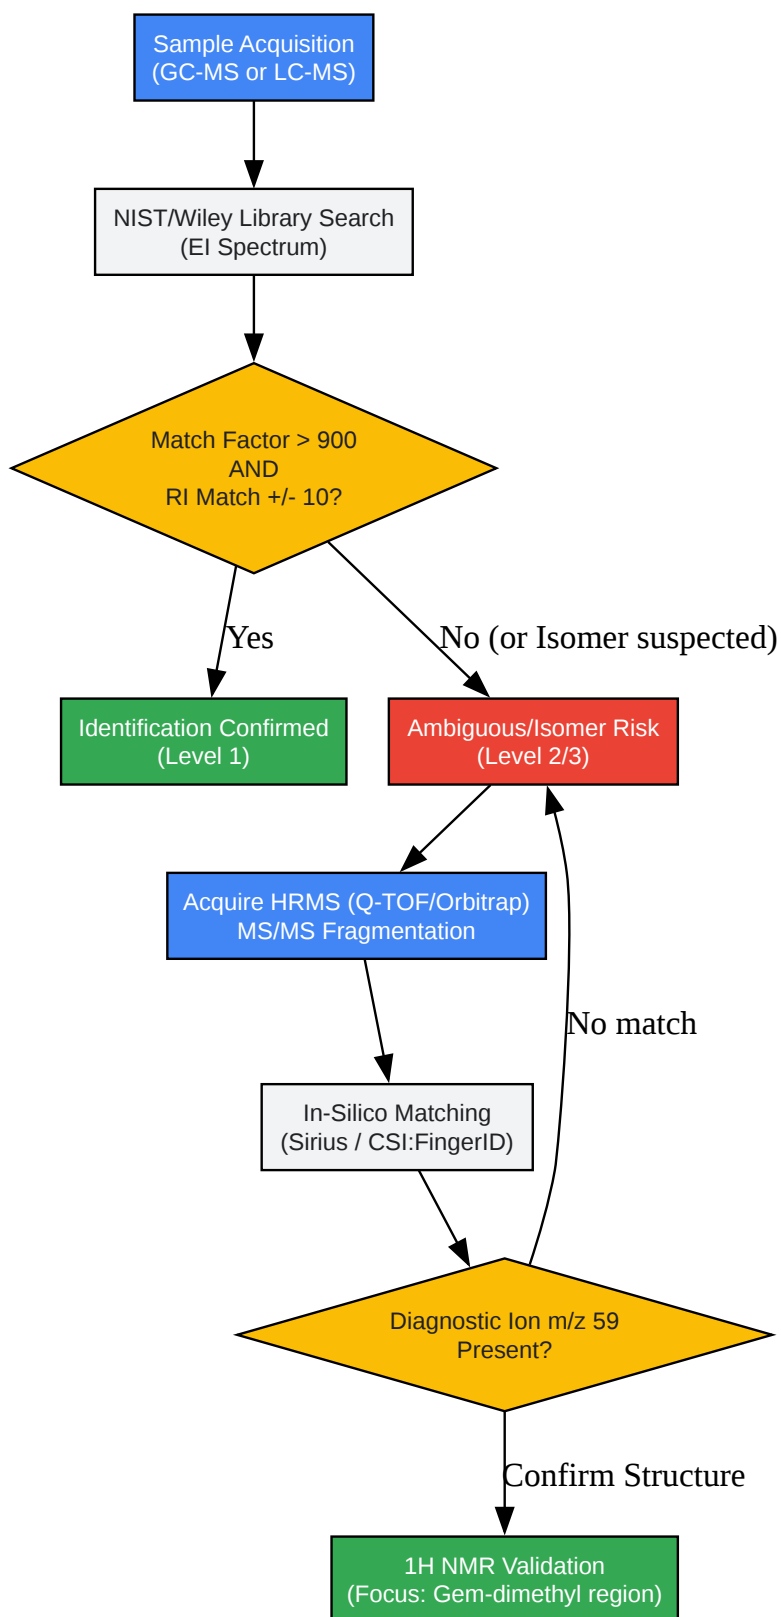 Sample Acquisition
(GC-MS or LC-MS)
NIST/Wiley Library Search
(EI Spectrum)
Match Factor > 900
AND
RI Match +/- 10?
Yes
No (or Isomer suspected)
Identification Confirmed
(Level 1)
Ambiguous/Isomer Risk
(Level 2/3)
Acquire HRMS (Q-TOF/Orbitrap)
MS/MS Fragmentation
No match
In-Silico Matching
(Sirius / CSI:FingerID)
Diagnostic Ion m/z 59
Present?
Confirm Structure
1H NMR Validation
(Focus: Gem-dimethyl region)